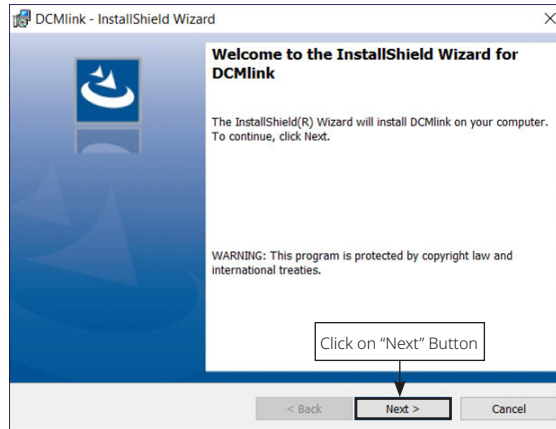 DCMlink - InstallShield Wizard
Welcome to the InstallShield Wizard for
DCMlink
The InstallShield(R) Wizard will install DCMlink on your computer.
To continue, click Next.
WARNING: This program is protected by copyright law and
international treaties.
Click on “Next” Button
< Back
Next >
Cancel